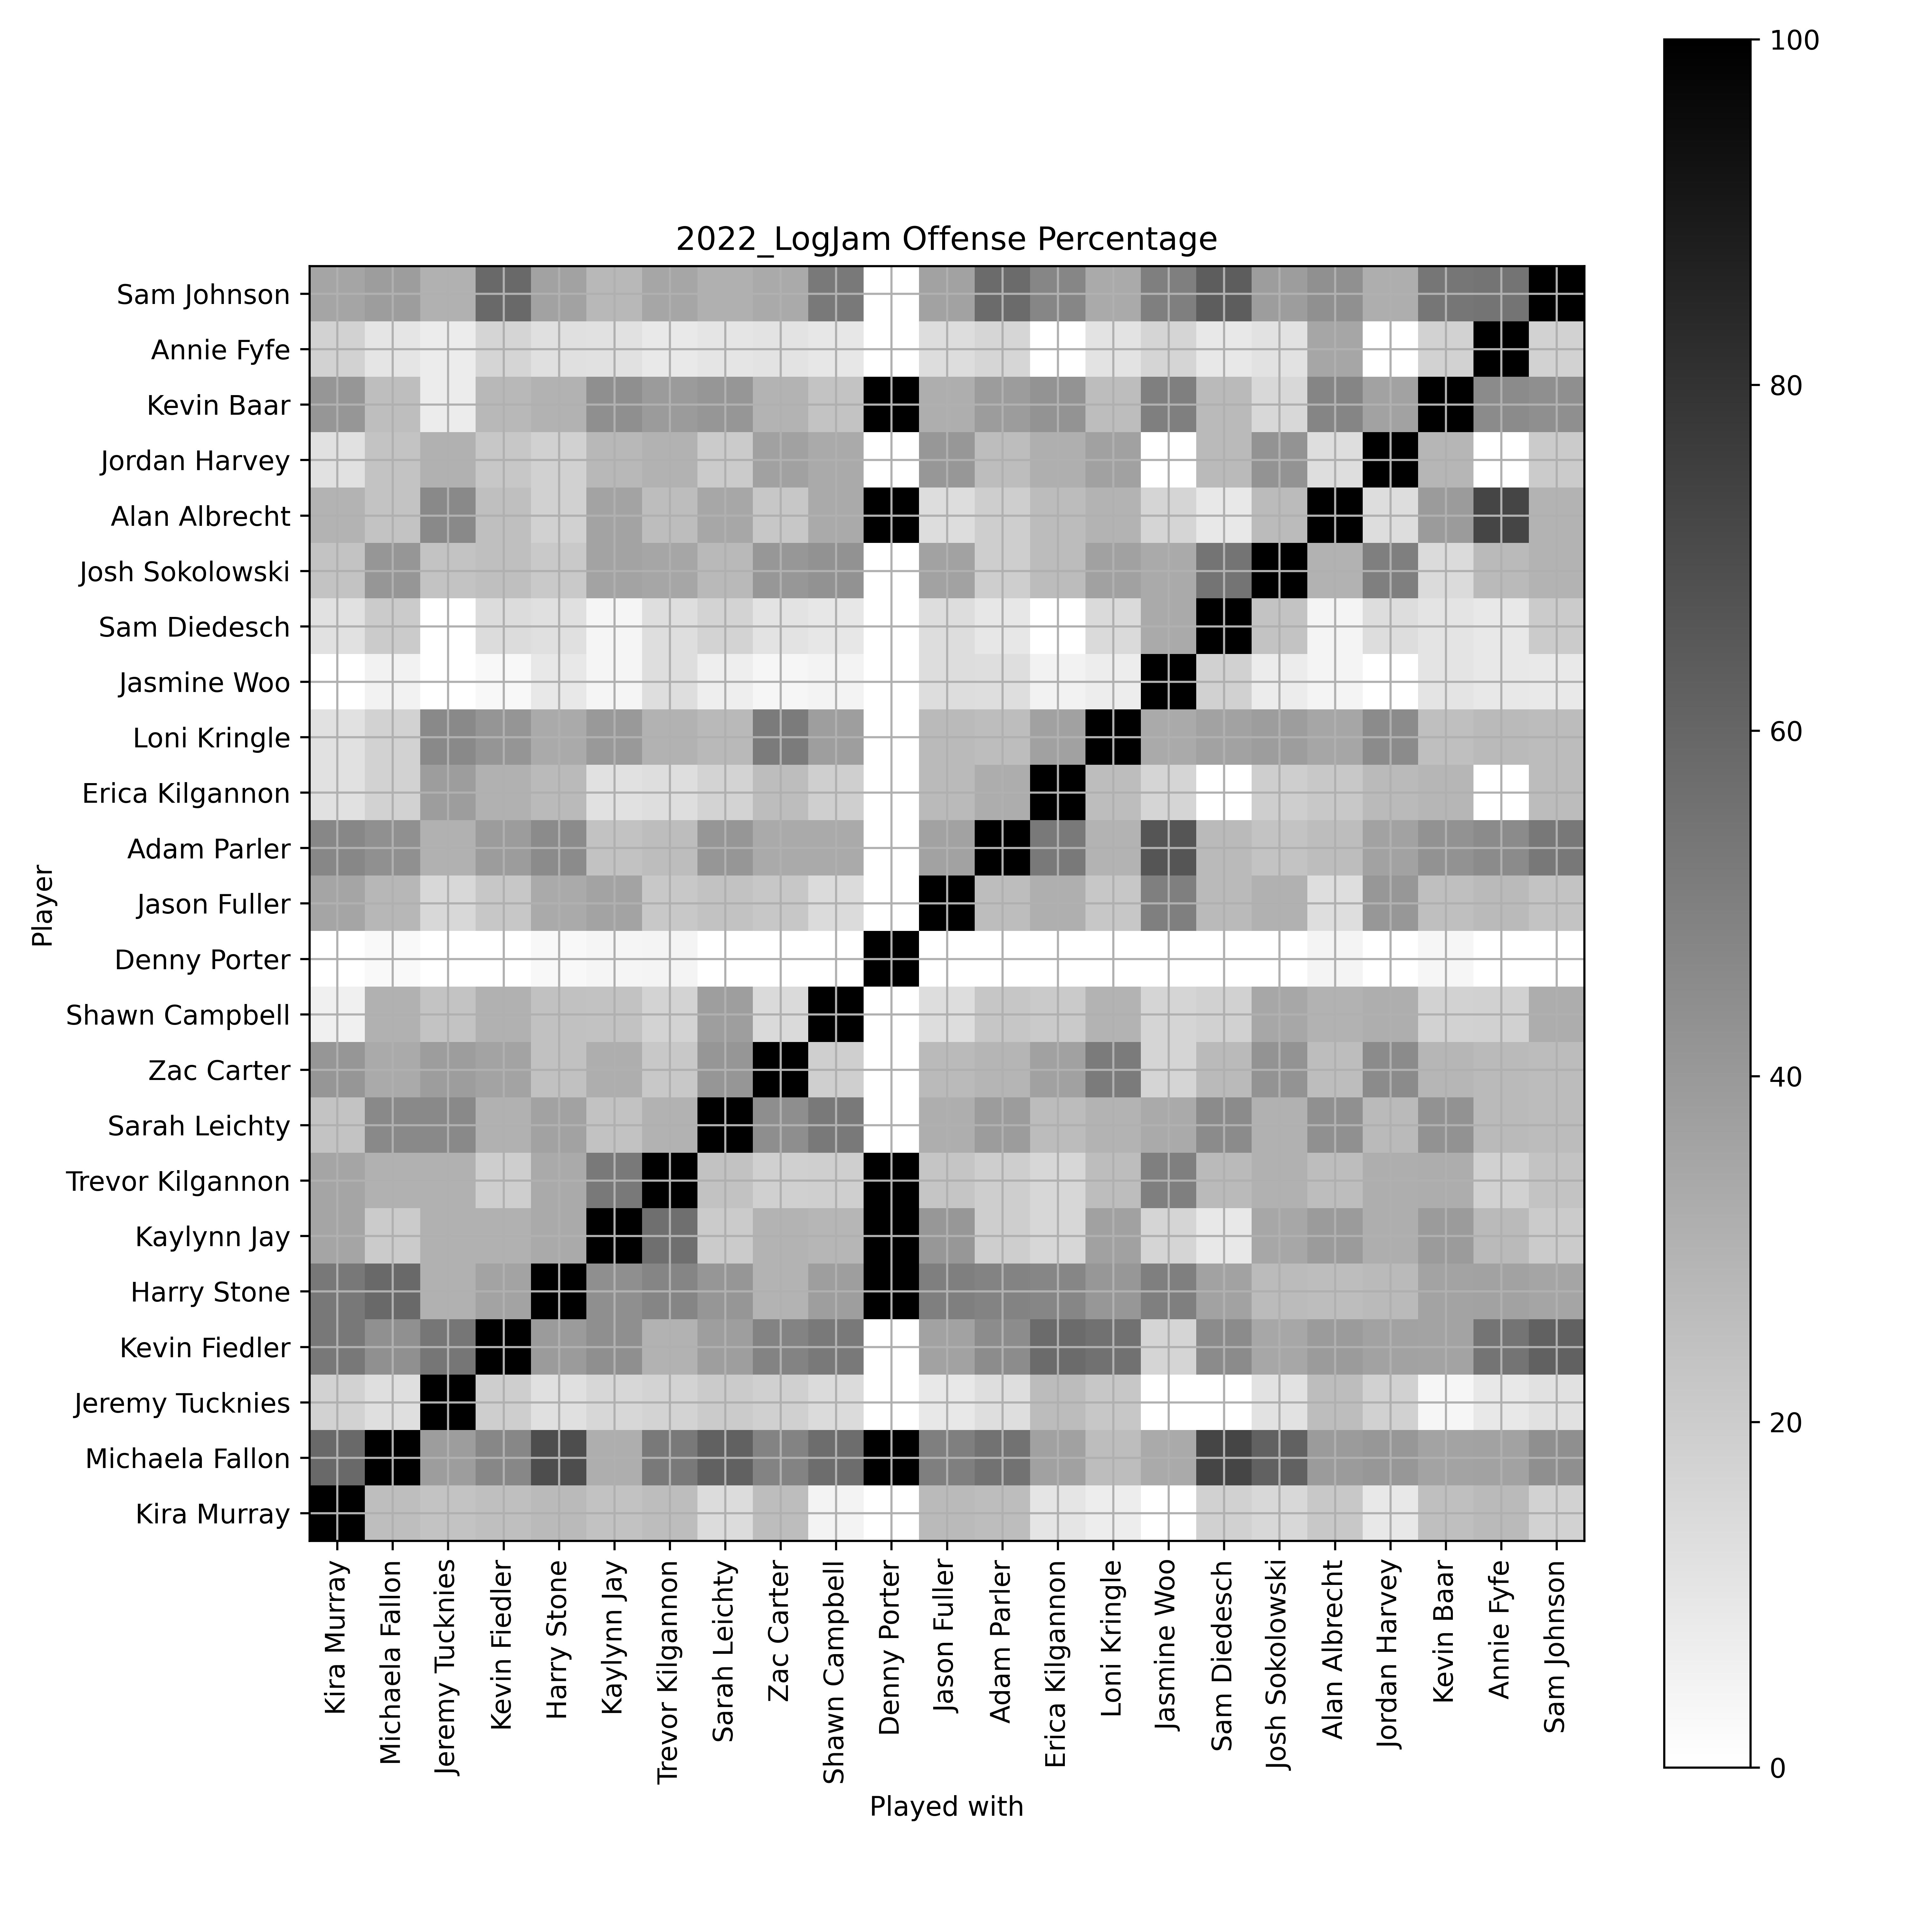 2022_LogJam Offense Percentage
Player
Sam Johnson
Annie Fyfe
Kevin Baar
Jordan Harvey
Alan Albrecht
Josh Sokolowski
Sam Diedesch
Jasmine Woo
Loni Kringle
Erica Kilgannon
Adam Parler
Jason Fuller
Denny Porter
Shawn Campbell
Zac Carter
Sarah Leichty
Trevor Kilgannon
Kaylynn Jay
Harry Stone
Kevin Fiedler
Jeremy Tucknies
Michaela Fallon
Kira Murray
Kira Murray
Michaela Fallon
Jeremy Tucknies
Kevin Fiedler
Harry Stone
Kaylynn Jay
Trevor Kilgannon
Sarah Leichty
Zac Carter
Shawn Campbell
Denny Porter
Jason Fuller
Adam Parler
Erica Kilgannon
Loni Kringle
Jasmine Woo
Sam Diedesch
Josh Sokolowski
Alan Albrecht
Jordan Harvey
Kevin Baar
Annie Fyfe
Sam Johnson
Played with
100
80
60
40
20
0